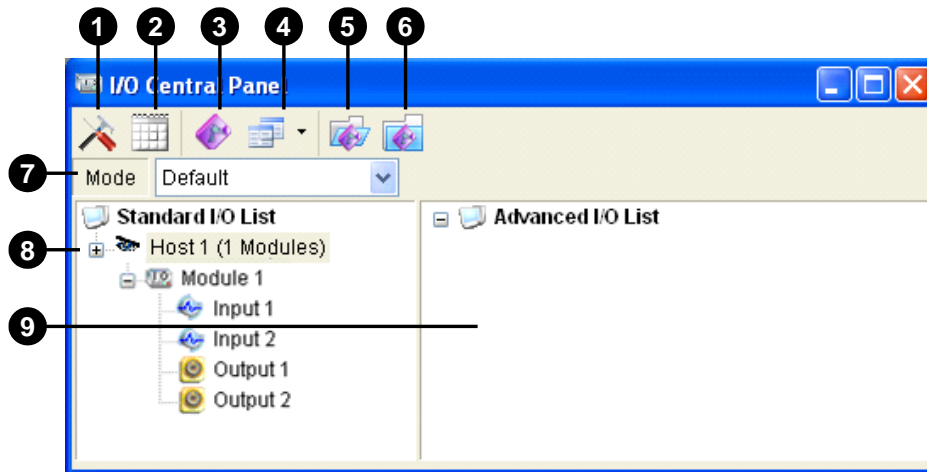 1 2 3 4 5 6
I/O Central Panel
7
Mode Default
Standard I/O List
Advanced I/O List
8
Host 1 (1 Modules)
Module 1
Input 1
9
Input 2
Output 1
Output 2